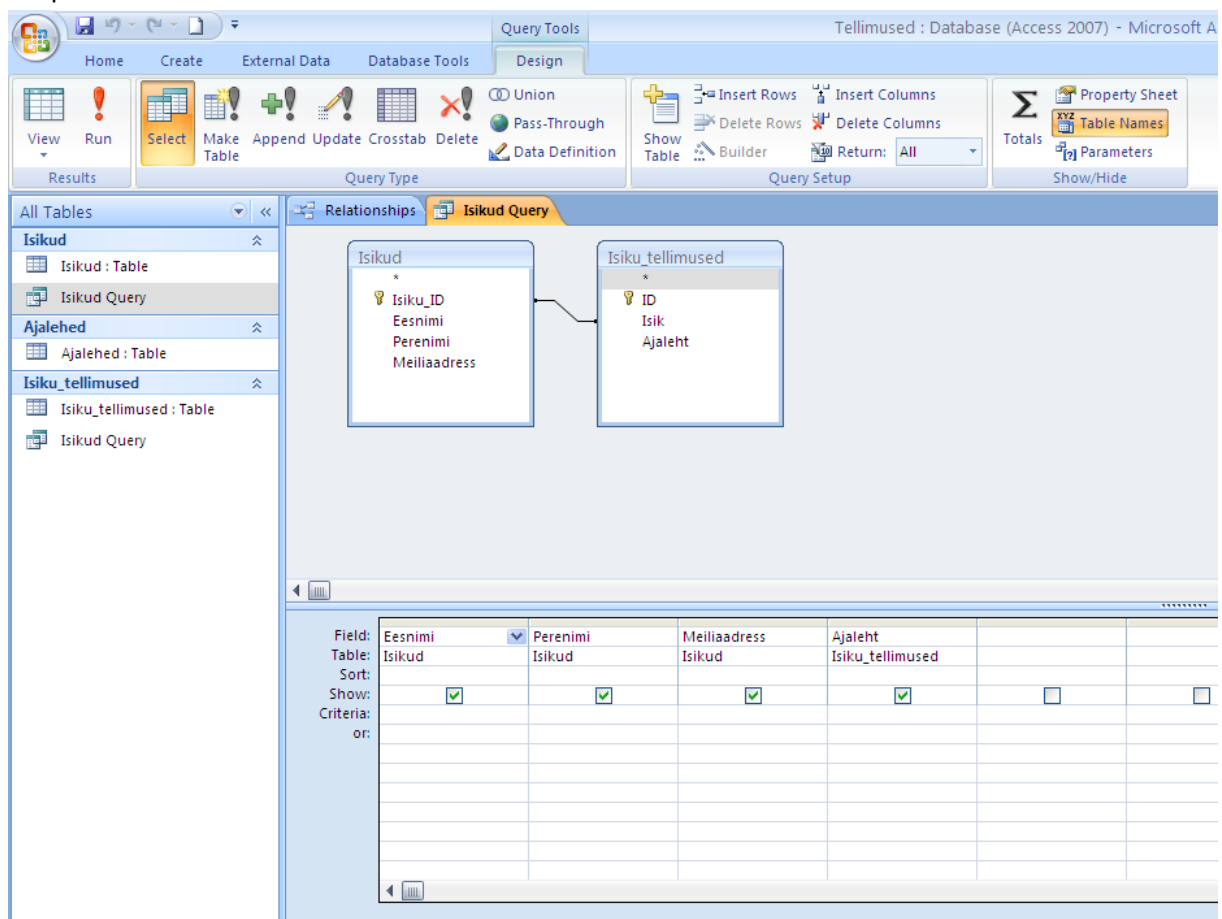 Query Tools
Tellimused : Database (Access 2007) - Microsoft A
Home Create External Data Database Tools Design
View
Run
Select
Make Table
Append
Update
Crosstab
Delete
Union
Pass-Through
Data Definition
Show Table
Insert Rows
Delete Rows
Builder
Insert Columns
Delete Columns
Return: All
Totals
Property Sheet
Table Names
Parameters
Results
Query Type
Query Setup
Show/Hide
All Tables
Isikud
Isikud : Table
Isikud Query
Ajalehed
Ajalehed : Table
Isiku_tellimused
Isiku_tellimused : Table
Isikud Query
Relationships
Isikud Query
Isikud
*
Isiku_ID
Eesnimi
Perenimi
Meiliaadress
Isiku_tellimused
*
ID
Isik
Ajaleht
Field: Eesnimi Perenimi Meiliaadress Ajaleht
Table: Isikud Isikud Isikud Isiku_tellimused
Sort:
Show:
Criteria:
or: